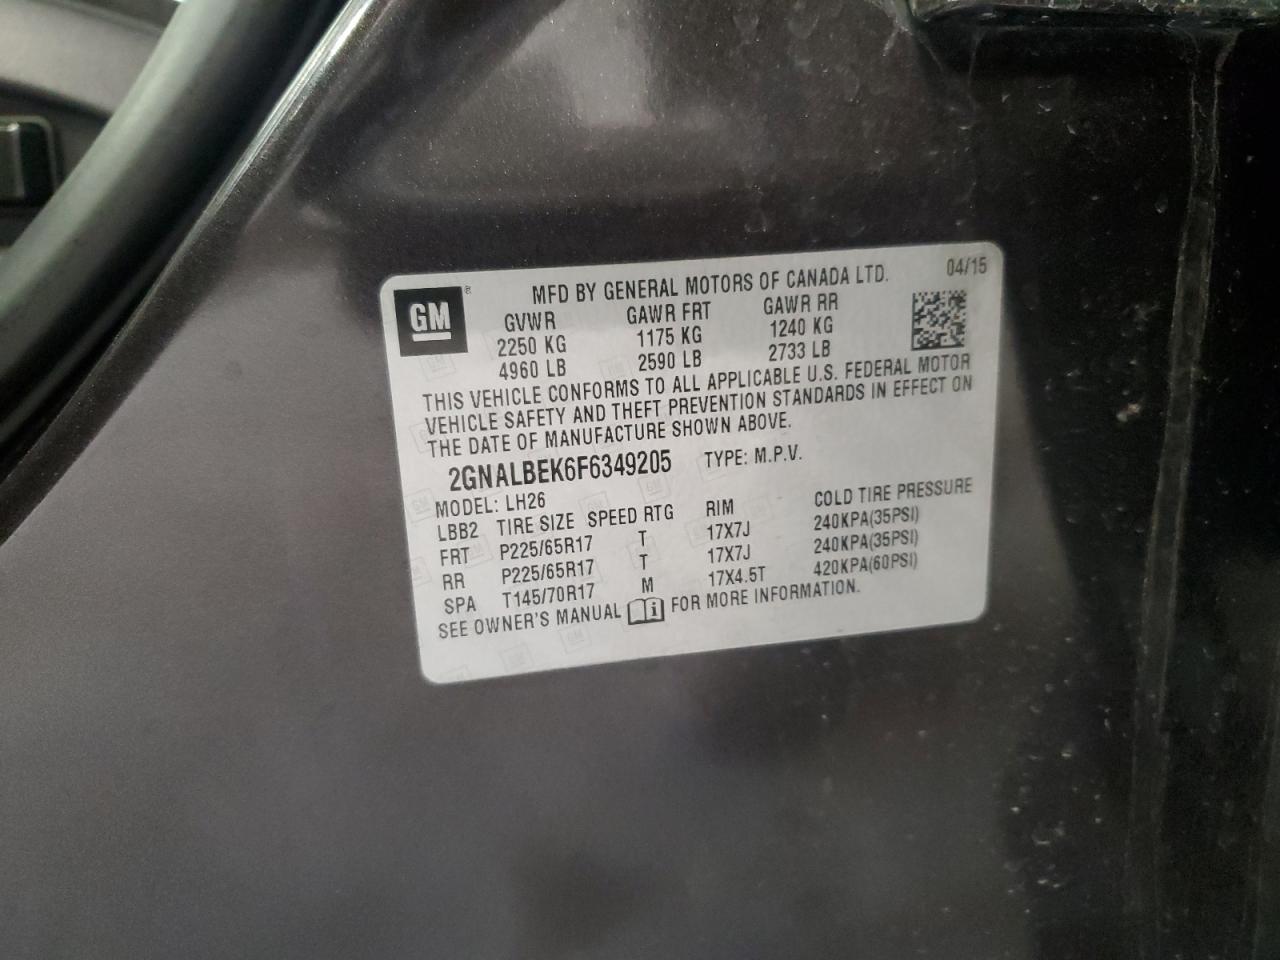 GM ®
MFD BY GENERAL MOTORS OF CANADA LTD. 04/15
GVWR GAWR FRT GAWR RR
2250 KG 1175 KG 1240 KG
4960 LB 2590 LB 2733 LB
THIS VEHICLE CONFORMS TO ALL APPLICABLE U.S. FEDERAL MOTOR
VEHICLE SAFETY AND THEFT PREVENTION STANDARDS IN EFFECT ON
THE DATE OF MANUFACTURE SHOWN ABOVE.
2GNALBEK6F6349205 TYPE: M.P.V.
MODEL: LH26
LBB2 TIRE SIZE SPEED RTG RIM COLD TIRE PRESSURE
FRT P225/65R17 T 17X7J 240KPA(35PSI)
RR P225/65R17 T 17X7J 240KPA(35PSI)
SPA T145/70R17 M 17X4.5T 420KPA(60PSI)
SEE OWNER'S MANUAL i FOR MORE INFORMATION.